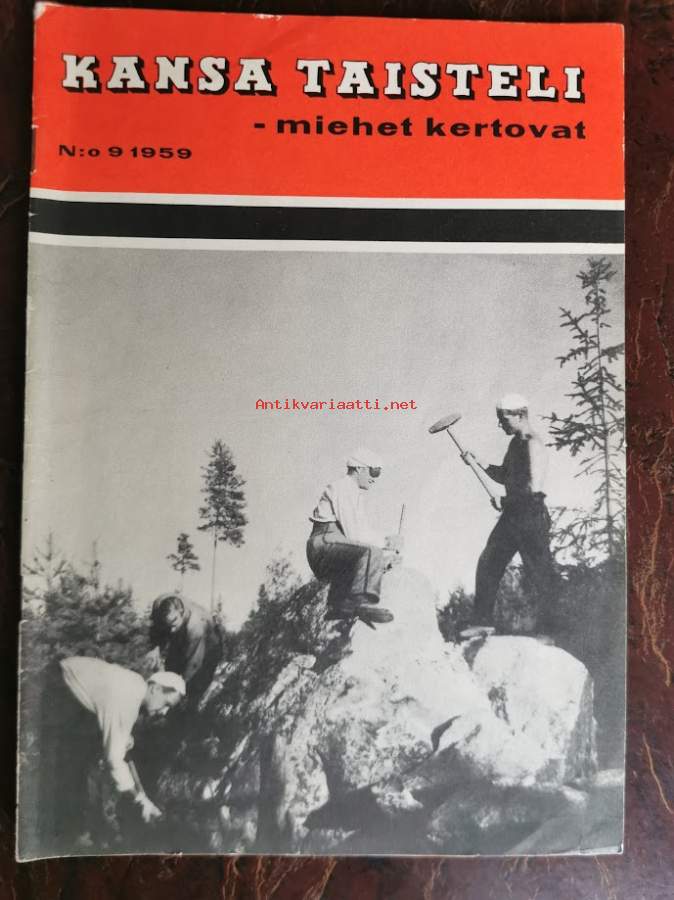 KANSA TAISTELI
- miehet kertovat
N:o 9 1959
Antikvariaatti.net